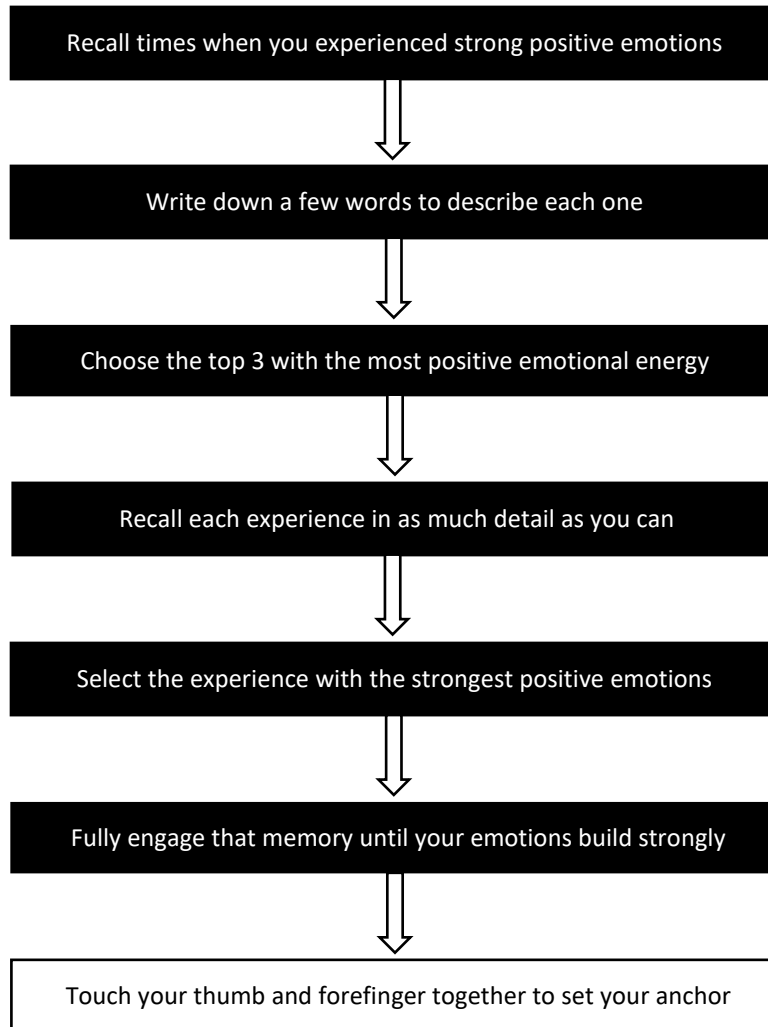 Recall times when you experienced strong positive emotions
Write down a few words to describe each one
Choose the top 3 with the most positive emotional energy
Recall each experience in as much detail as you can
Select the experience with the strongest positive emotions
Fully engage that memory until your emotions build strongly
Touch your thumb and forefinger together to set your anchor